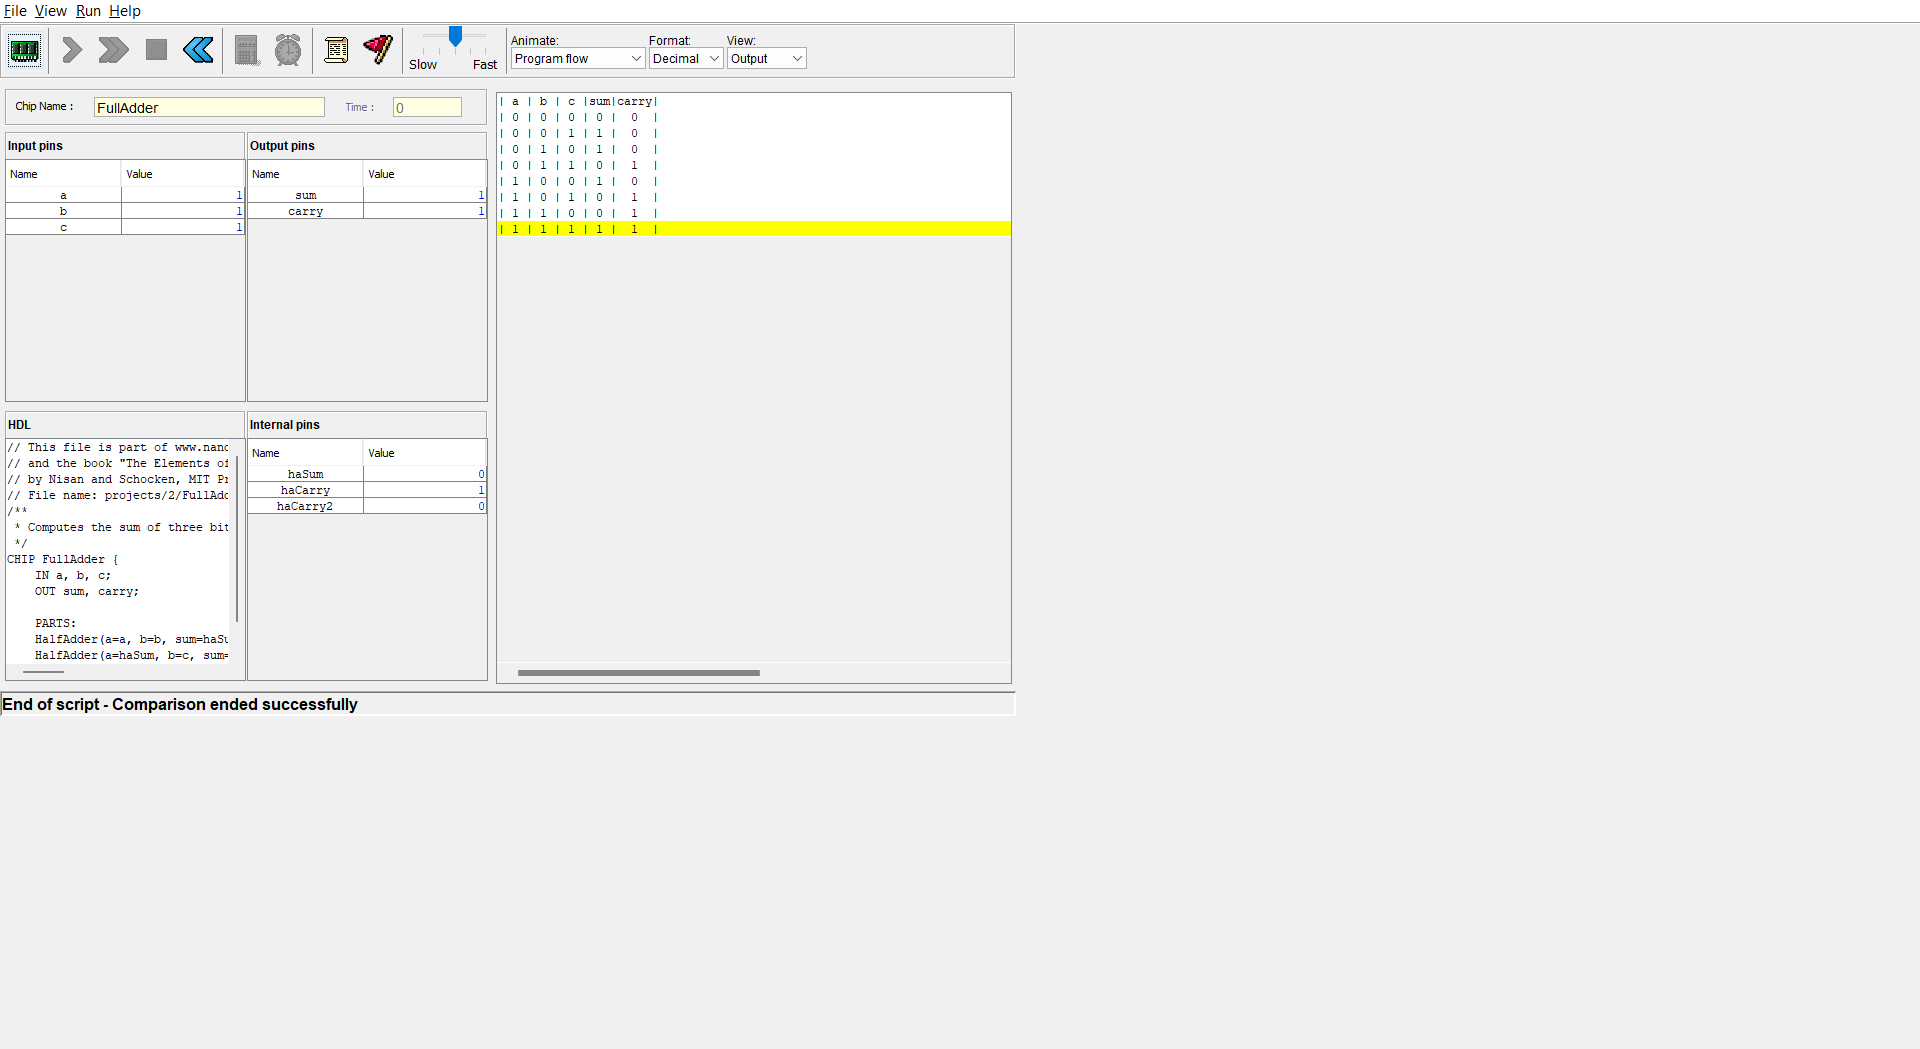 File View Run Help
Slow Fast
Animate: Format: View:
Program flow Decimal Output
Chip Name : FullAdder Time : 0
Input pins
Name Value
a 1
b 1
c 1
Output pins
Name Value
sum 1
carry 1
HDL
// This file is part of www.nand
// and the book "The Elements of
// by Nisan and Schocken, MIT Pr
// File name: projects/2/FullAdd
/**
* Computes the sum of three bit
*/
CHIP FullAdder {
IN a, b, c;
OUT sum, carry;
PARTS:
HalfAdder(a=a, b=b, sum=haSu
HalfAdder(a=haSum, b=c, sum=
Internal pins
Name Value
haSum 0
haCarry 1
haCarry2 0
| a | b | c |sum|carry|
| 0 | 0 | 0 | 0 | 0 |
| 0 | 0 | 1 | 1 | 0 |
| 0 | 1 | 0 | 1 | 0 |
| 0 | 1 | 1 | 0 | 1 |
| 1 | 0 | 0 | 1 | 0 |
| 1 | 0 | 1 | 0 | 1 |
| 1 | 1 | 0 | 0 | 1 |
| 1 | 1 | 1 | 1 | 1 |
End of script - Comparison ended successfully